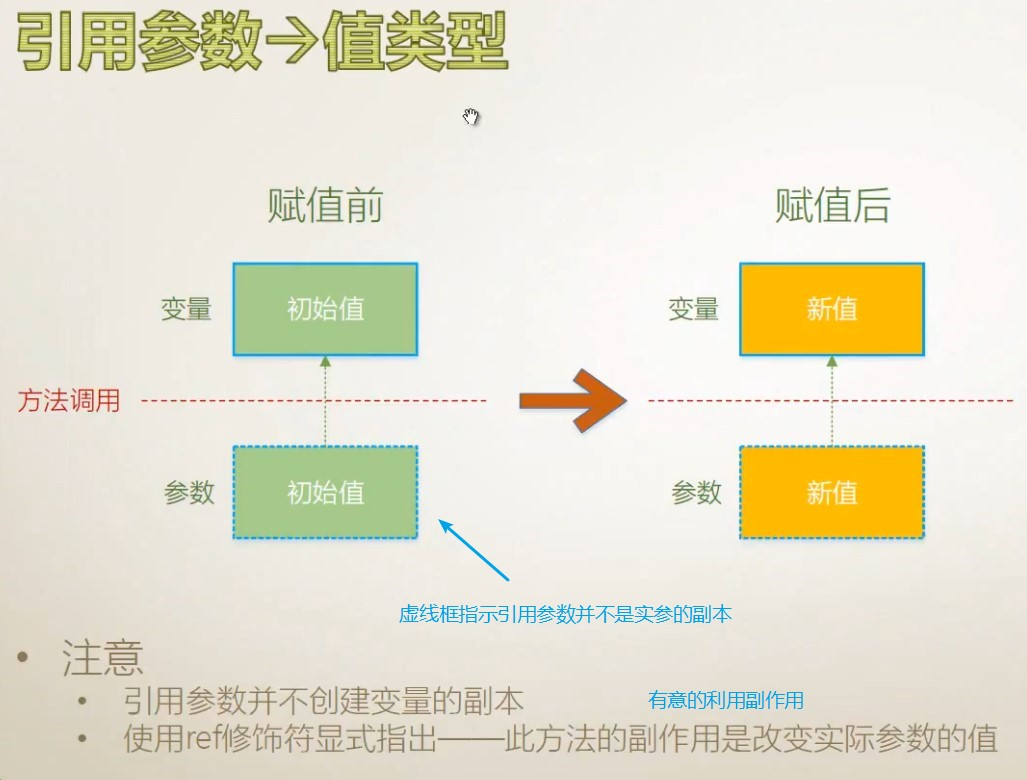 引用参数→值类型
赋值前
赋值后
变量
初始值
变量
新值
方法调用
参数
初始值
参数
新值
虚线框指示引用参数并不是实参的副本
• 注意
• 引用参数并不创建变量的副本
有意的利用副作用
• 使用ref修饰符显式指出——此方法的副作用是改变实际参数的值